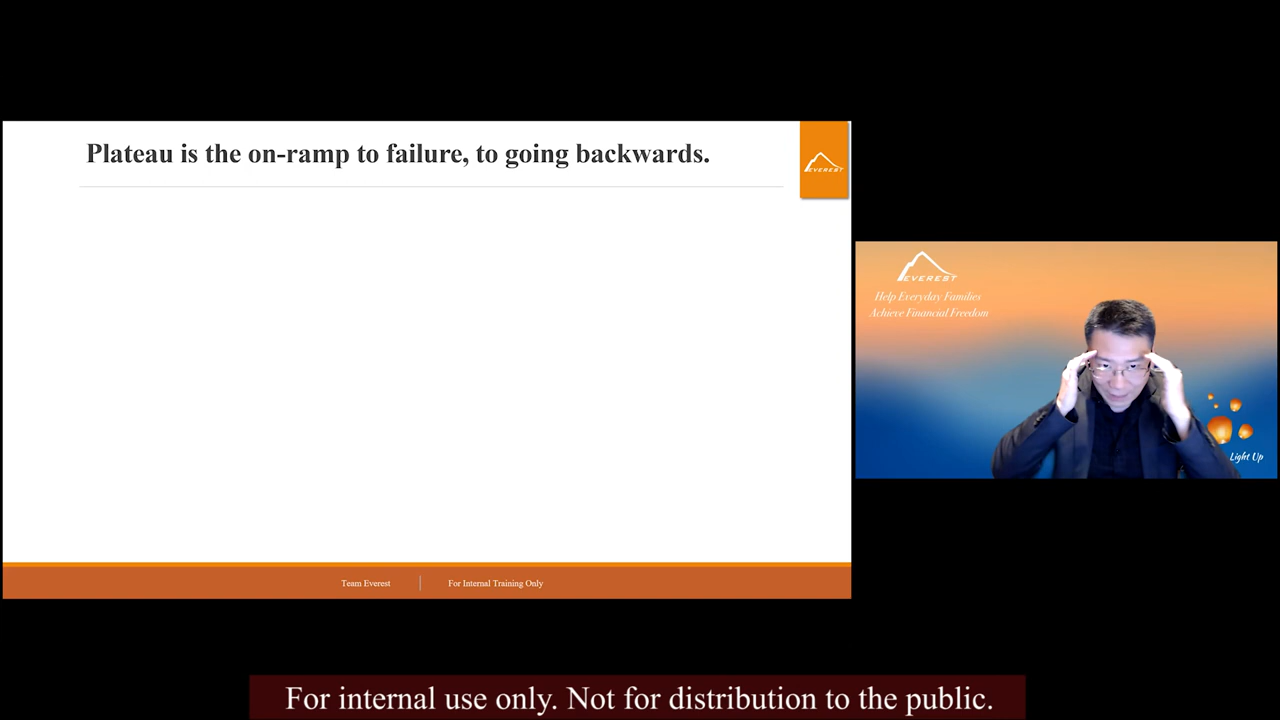 Plateau is the on-ramp to failure, to going backwards.
EVEREST
EVEREST
Help Everyday Families
Achieve Financial Freedom
Light Up
Team Everest
For Internal Training Only
For internal use only. Not for distribution to the public.